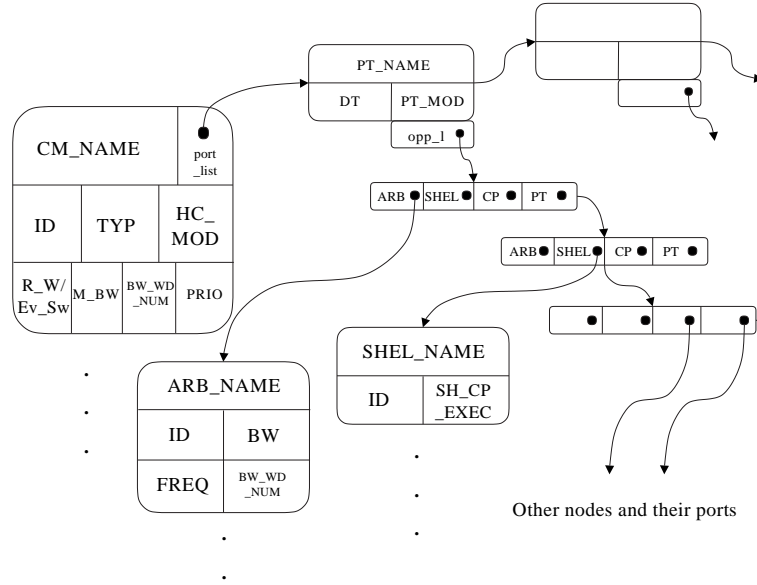 PT_NAME
DT
PT_MOD
opp_l
CM_NAME
port
_list
ID
TYP
HC_
MOD
R_W/
Ev_Sw
M_BW
BW_WD
_NUM
PRIO
ARB
SHEL
CP
PT
ARB
SHEL
CP
PT
ARB_NAME
ID
BW
FREQ
BW_WD
_NUM
SHEL_NAME
ID
SH_CP
_EXEC
Other nodes and their ports